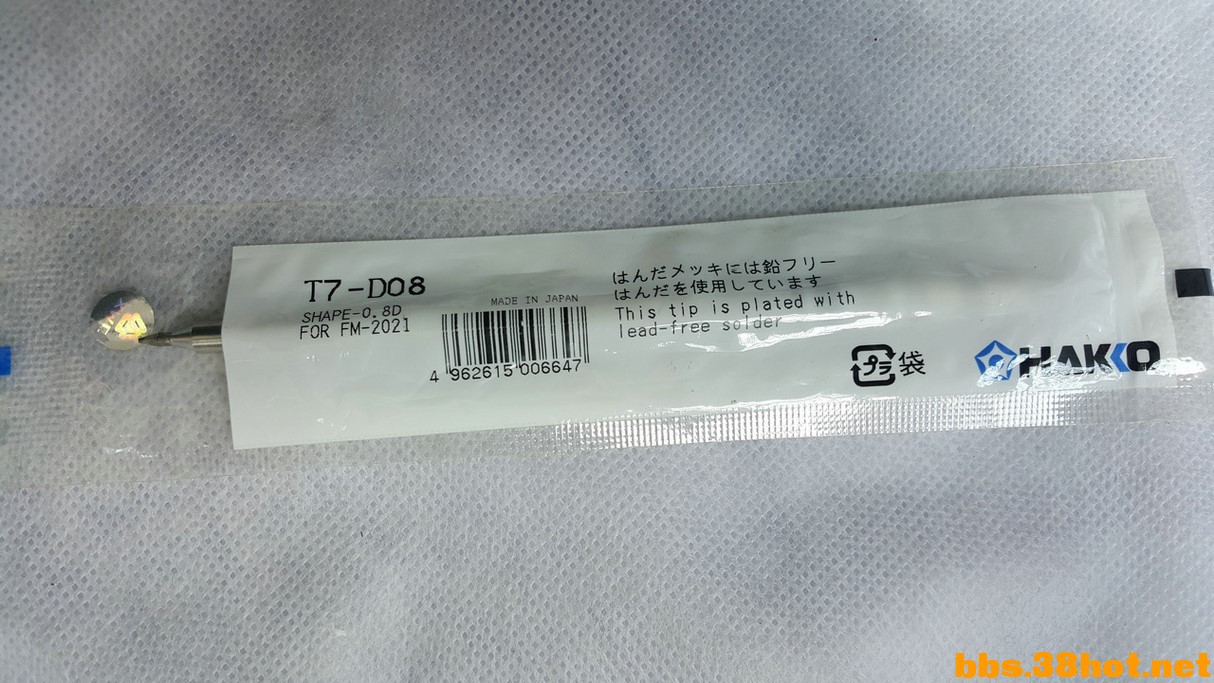 T7-D08
SHAPE-0.8D
FOR FM-2021
MADE IN JAPAN
4 962615 006647
はんだメッキには鉛フリー
はんだを使用しています
This tip is plated with
lead-free solder
プラ 袋
HAKKO
bbs.38hot.net